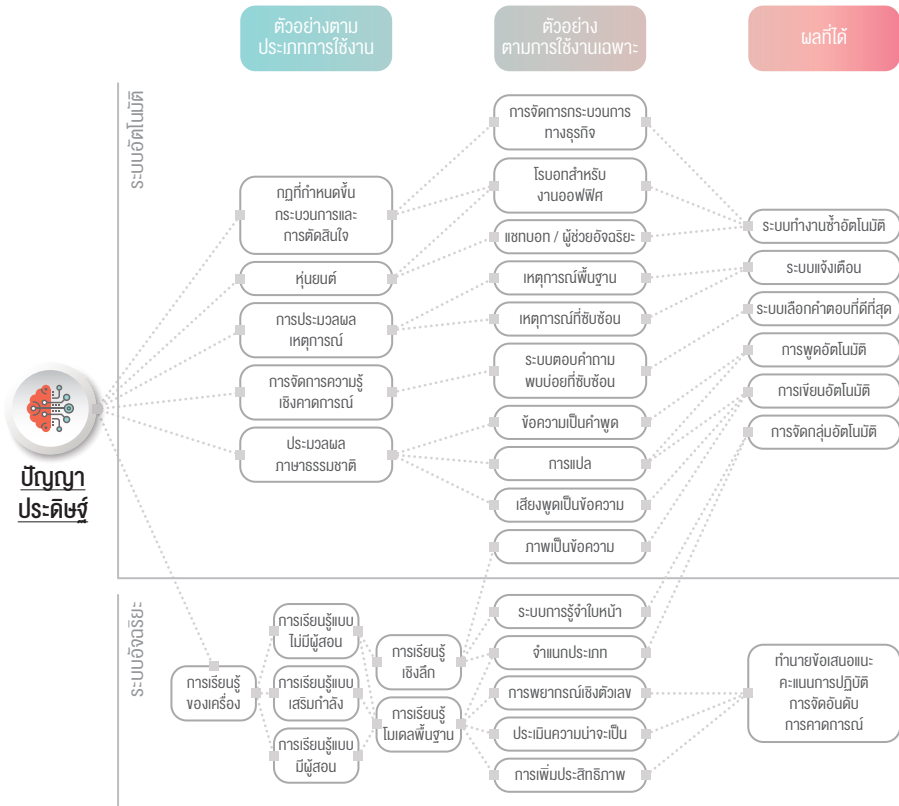 ตัวอย่างตาม
ประเภทการใช้งาน
ตัวอย่าง
ตามการใช้งานเฉพาะ
ผลที่ได้
ระบบอัตโนมัติ
ปัญญา
ประดิษฐ์
กฏที่กำหนดขึ้น
กระบวนการและ
การตัดสินใจ
หุ่นยนต์
การประมวลผล
เหตุการณ์
การจัดการความรู้
เชิงคาดการณ์
ประมวลผล
ภาษาธรรมชาติ
การจัดการกระบวนการ
ทางธุรกิจ
โรบอทสำหรับ
งานออฟฟิศ
แชทบอท / ผู้ช่วยอัจฉริยะ
เหตุการณ์พื้นฐาน
เหตุการณ์ที่ซับซ้อน
ระบบตอบคำถาม
พบบ่อยที่ซับซ้อน
ข้อความเป็นคำพูด
การแปล
เสียงพูดเป็นข้อความ
ภาพเป็นข้อความ
ระบบทำงานซ้ำอัตโนมัติ
ระบบแจ้งเตือน
ระบบเลือกคำตอบที่ดีที่สุด
การพูดอัตโนมัติ
การเขียนอัตโนมัติ
การจัดกลุ่มอัตโนมัติ
ระบบอัจฉริยะ
การเรียนรู้
ของเครื่อง
การเรียนรู้แบบ
ไม่มีผู้สอน
การเรียนรู้แบบ
เสริมกำลัง
การเรียนรู้แบบ
มีผู้สอน
การเรียนรู้
เชิงลึก
การเรียนรู้
โมเดลพื้นฐาน
ระบบการรู้จำใบหน้า
จำแนกประเภท
การพยากรณ์เชิงตัวเลข
ประเมินความน่าจะเป็น
การเพิ่มประสิทธิภาพ
ทำนายข้อเสนอแนะ
คะแนนการปฏิบัติ
การจัดอันดับ
การคาดการณ์